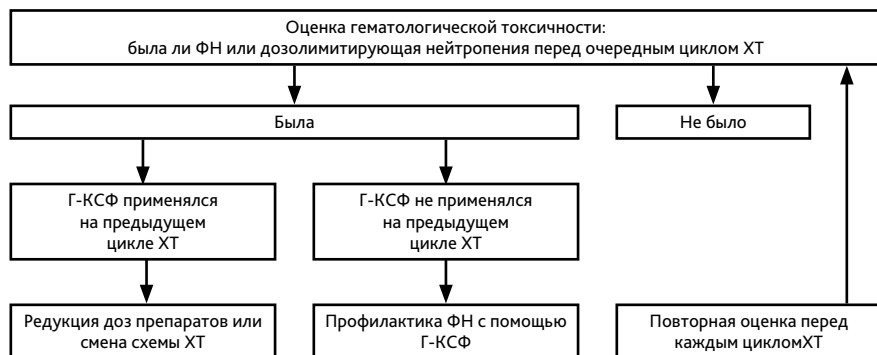 Оценка гематологической токсичности:
была ли ФН или дозолимитирующая нейтропения перед очередным циклом ХТ
Была
Не было
Г-КСФ применялся
на предыдущем
цикле ХТ
Г-КСФ не применялся
на предыдущем
цикле ХТ
Редукция доз препаратов или
смена схемы ХТ
Профилактика ФН с помощью
Г-КСФ
Повторная оценка перед
каждым цикломХТ